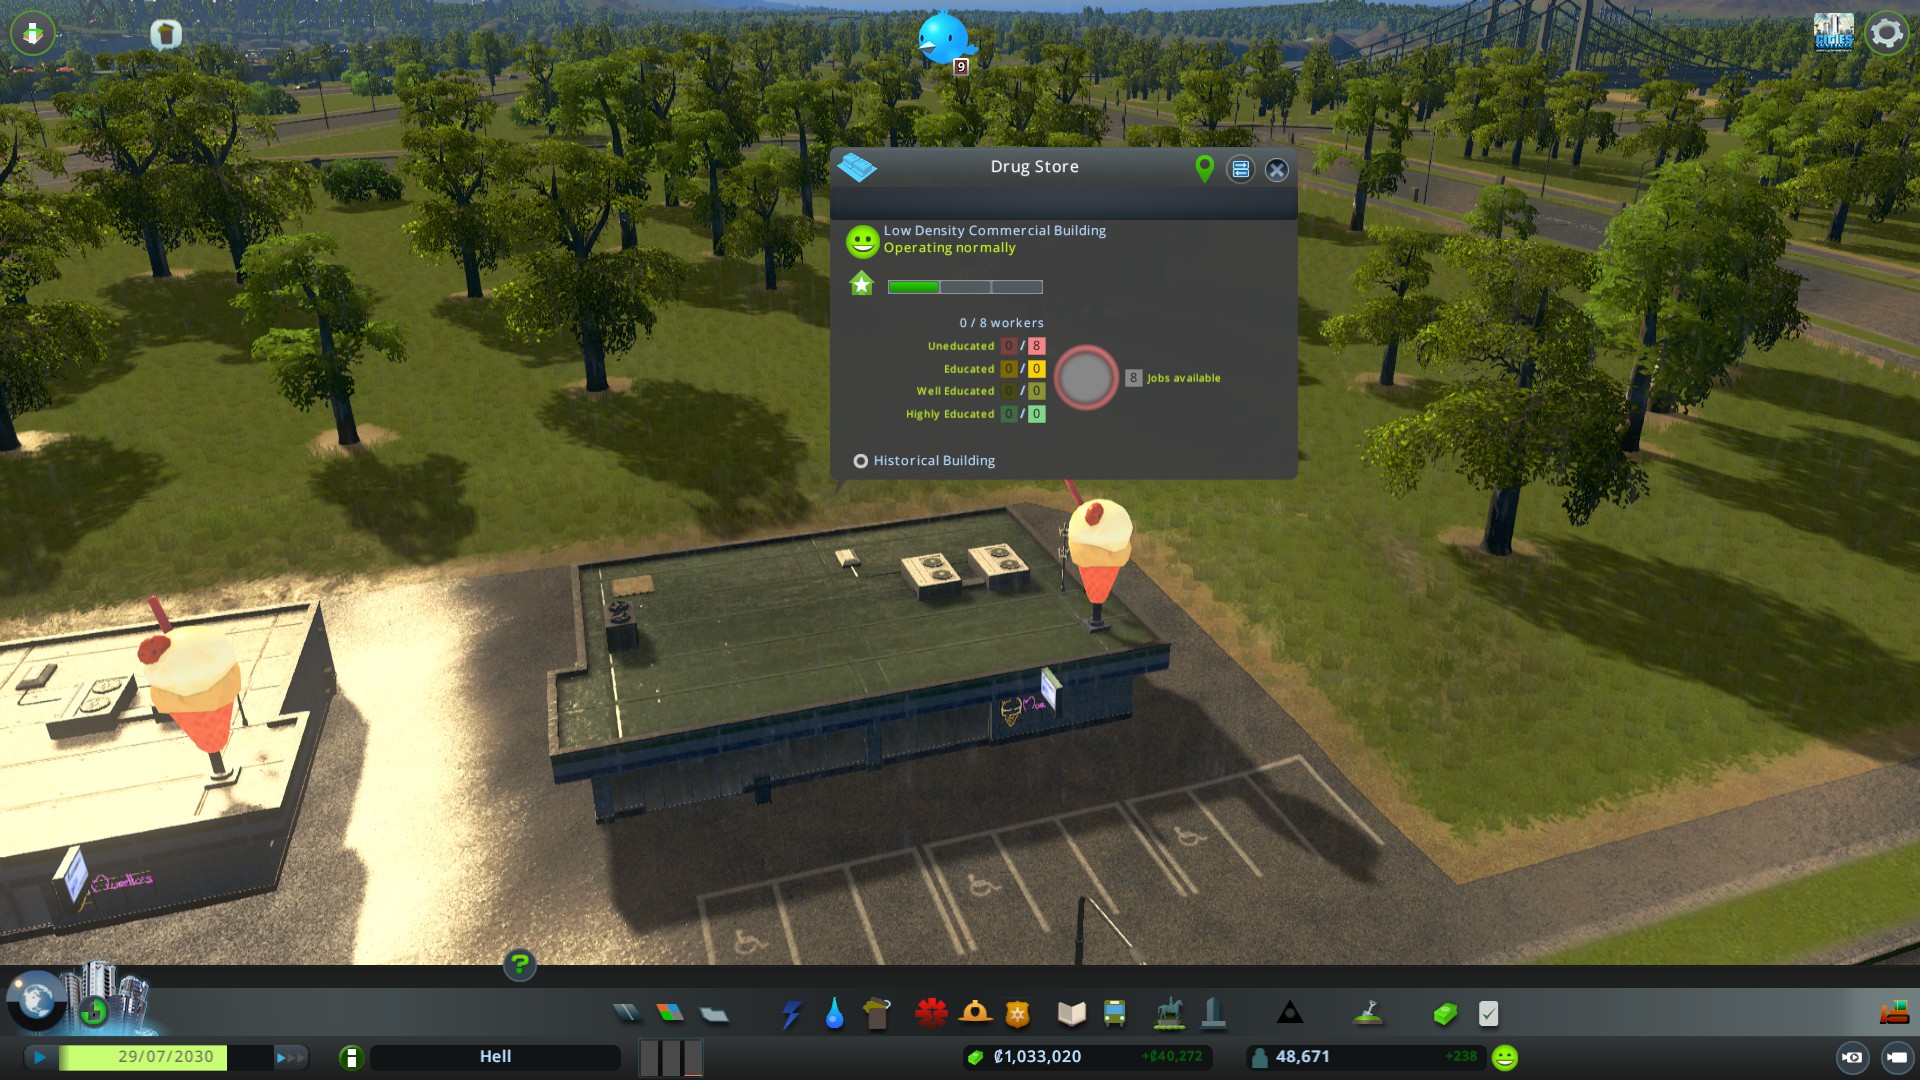 9
CITIES
Drug Store
Low Density Commercial Building
Operating normally
0 / 8 workers
Uneducated 0 / 8
Educated 0 / 0
Well Educated 0 / 0
Highly Educated 0 / 0
8 Jobs available
Historical Building
?
29/07/2030
Hell
₡1,033,020
+₡40,272
48,671
+238